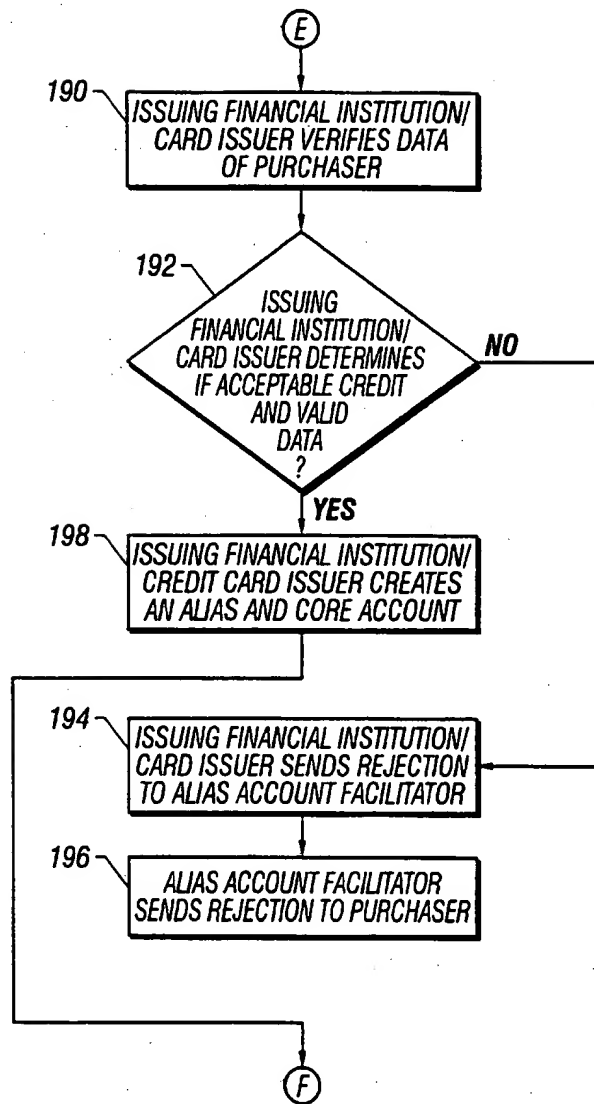 E
190
ISSUING FINANCIAL INSTITUTION/
CARD ISSUER VERIFIES DATA
OF PURCHASER
192
ISSUING
FINANCIAL INSTITUTION/
CARD ISSUER DETERMINES
IF ACCEPTABLE CREDIT
AND VALID
DATA
?
NO
YES
198
ISSUING FINANCIAL INSTITUTION/
CREDIT CARD ISSUER CREATES
AN ALIAS AND CORE ACCOUNT
194
ISSUING FINANCIAL INSTITUTION/
CARD ISSUER SENDS REJECTION
TO ALIAS ACCOUNT FACILITATOR
196
ALIAS ACCOUNT FACILITATOR
SENDS REJECTION TO PURCHASER
F